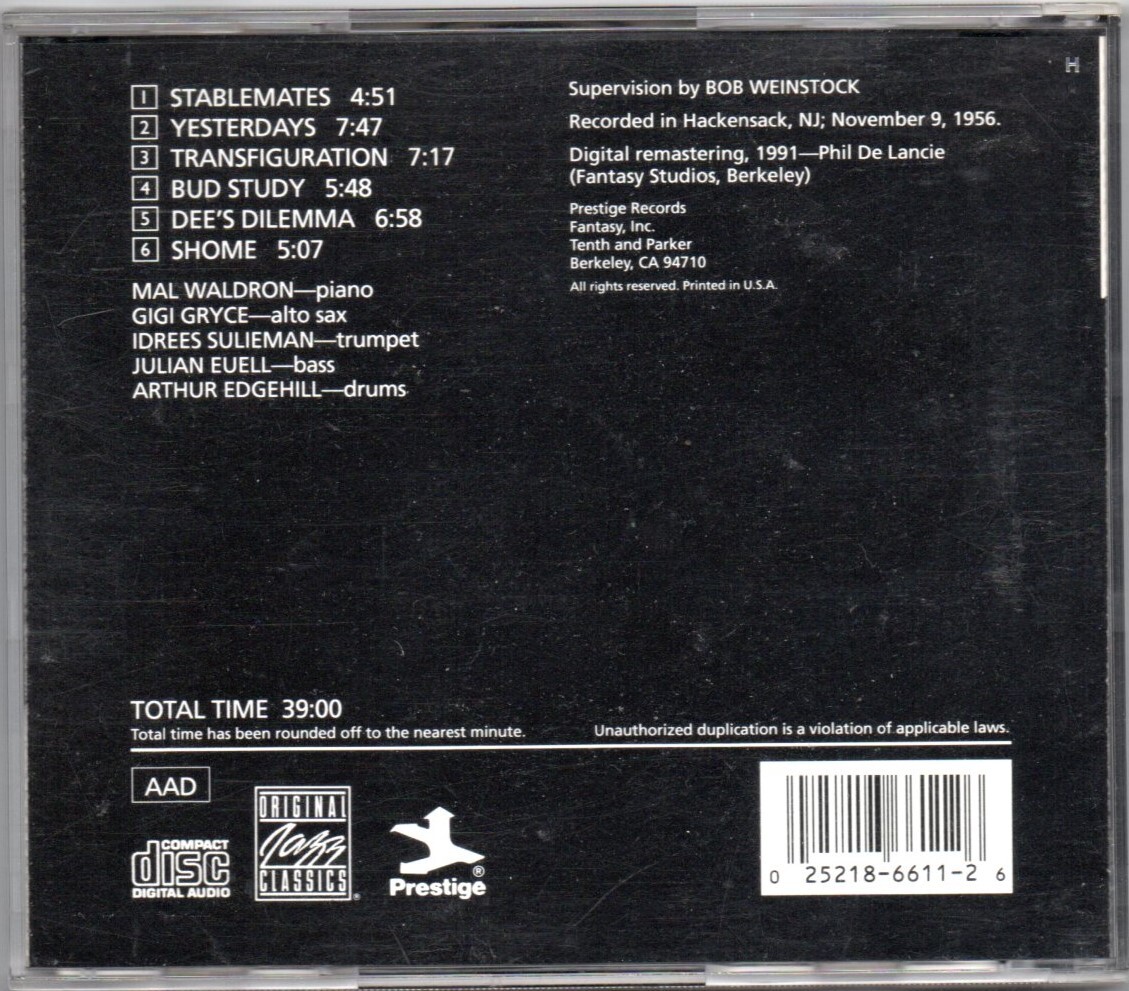 H
1 STABLEMATES 4:51
2 YESTERDAYS 7:47
3 TRANSFIGURATION 7:17
4 BUD STUDY 5:48
5 DEE'S DILEMMA 6:58
6 SHOME 5:07
MAL WALDRON—piano
GIGI GRYCE—alto sax
IDREES SULIEMAN—trumpet
JULIAN EUELL—bass
ARTHUR EDGEHILL—drums
Supervision by BOB WEINSTOCK
Recorded in Hackensack, NJ; November 9, 1956.
Digital remastering, 1991—Phil De Lancie
(Fantasy Studios, Berkeley)
Prestige Records
Fantasy, Inc.
Tenth and Parker
Berkeley, CA 94710
All rights reserved. Printed in U.S.A.
TOTAL TIME 39:00
Total time has been rounded off to the nearest minute.
Unauthorized duplication is a violation of applicable laws.
AAD
COMPACT
disc
DIGITAL AUDIO
ORIGINAL
Jazz
CLASSICS®
Prestige®
0 25218-6611-2 6